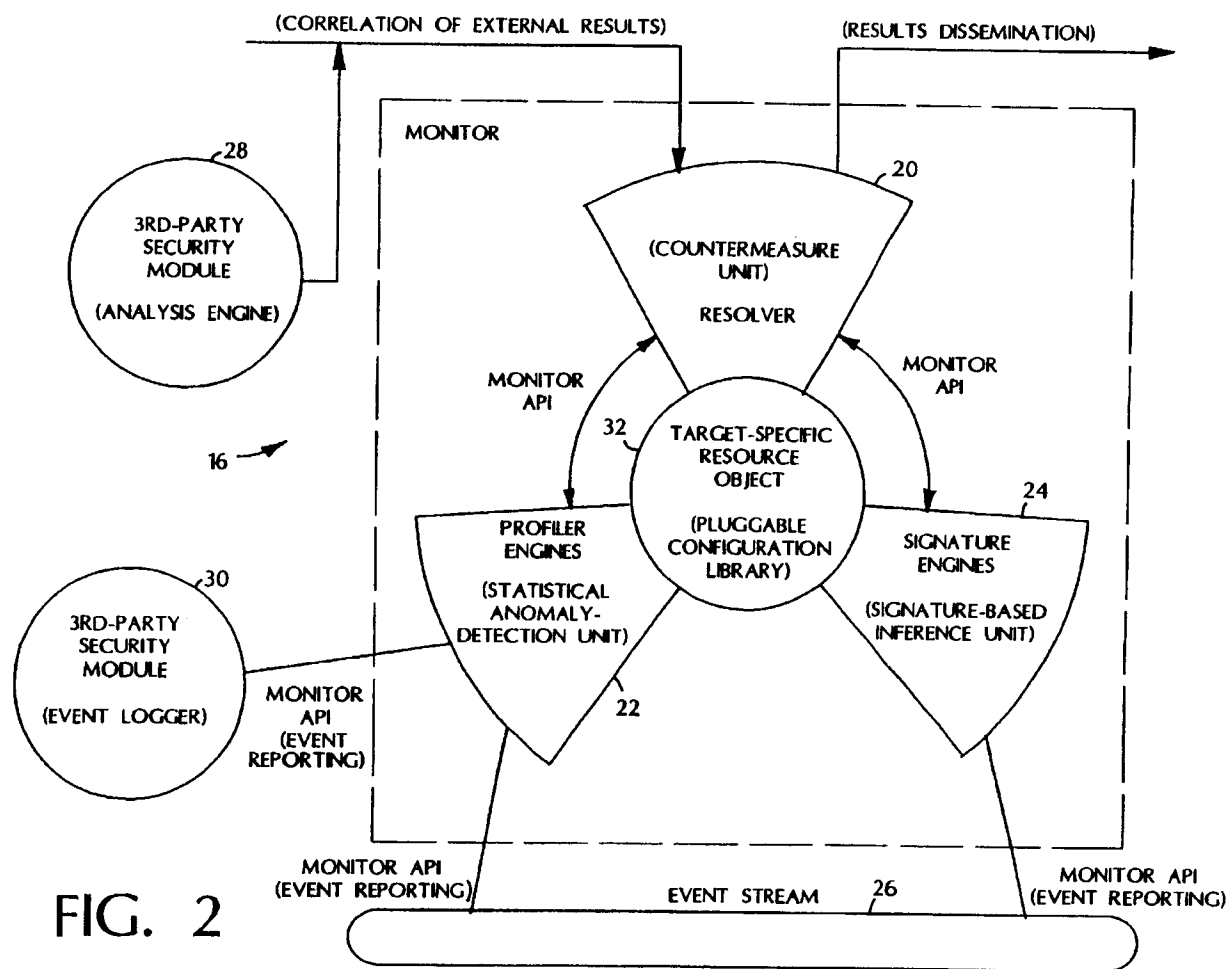 (CORRELATION OF EXTERNAL RESULTS)
(RESULTS DISSEMINATION)
MONITOR
28
3RD-PARTY
SECURITY
MODULE
(ANALYSIS ENGINE)
20
(COUNTERMEASURE
UNIT)
RESOLVER
MONITOR
API
MONITOR
API
16
32
TARGET-SPECIFIC
RESOURCE
OBJECT
(PLUGGABLE
CONFIGURATION
LIBRARY)
PROFILER
ENGINES
(STATISTICAL
ANOMALY-
DETECTION UNIT)
22
24
SIGNATURE
ENGINES
(SIGNATURE-BASED
INFERENCE UNIT)
30
3RD-PARTY
SECURITY
MODULE
(EVENT LOGGER)
MONITOR
API
(EVENT
REPORTING)
MONITOR API
(EVENT REPORTING)
EVENT STREAM
26
MONITOR API
(EVENT REPORTING)
FIG. 2